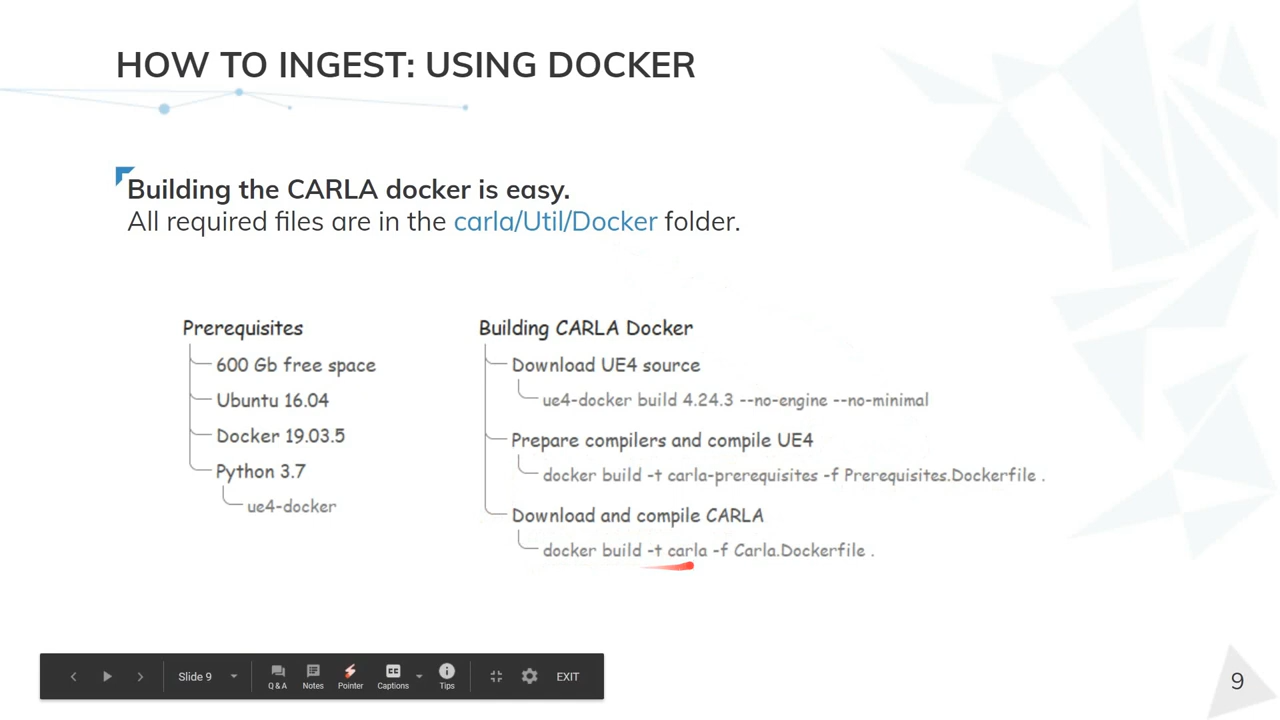 HOW TO INGEST: USING DOCKER
Building the CARLA docker is easy.
All required files are in the carla/Util/Docker folder.
Prerequisites
600 Gb free space
Ubuntu 16.04
Docker 19.03.5
Python 3.7
ue4-docker
Building CARLA Docker
Download UE4 source
ue4-docker build 4.24.3 --no-engine --no-minimal
Prepare compilers and compile UE4
docker build -t carla-prerequisites -f Prerequisites.Dockerfile .
Download and compile CARLA
docker build -t carla -f Carla.Dockerfile .
Slide 9
Q & A
Notes
Pointer
CC
Captions
Tips
EXIT
9